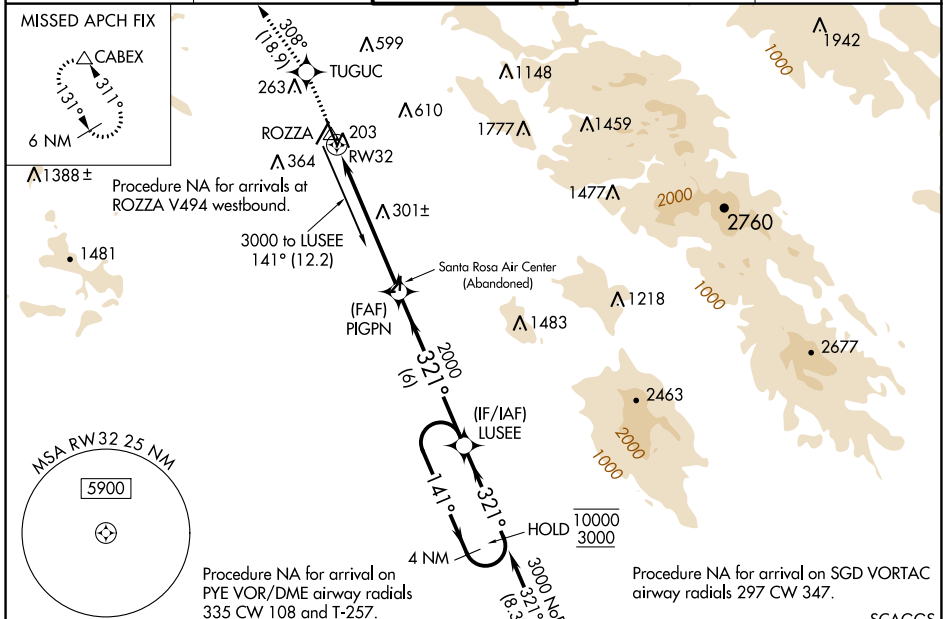 MISSED APCH FIX
CABEX
311°
131°
6 NM
308°
(18.9)
TUGUC
599
263
610
1148
1942
1000
ROZZA
203
RW32
364
1777
1459
1388 ±
Procedure NA for arrivals at
ROZZA V494 westbound.
1477
2000
2760
301±
3000 to LUSEE
141° (12.2)
1481
Santa Rosa Air Center
(Abandoned)
(FAF)
PIGPN
1218
1000
1483
2677
2000
321°
(6)
2463
(IF/IAF)
LUSEE
2000
1000
MSA RW32 25 NM
5900
141°
321°
HOLD
10000
3000
4 NM
3000
321°
(8.3
Procedure NA for arrival on
PYE VOR/DME airway radials
335 CW 108 and T-257.
Procedure NA for arrival on SGD VORTAC
airway radials 297 CW 347.